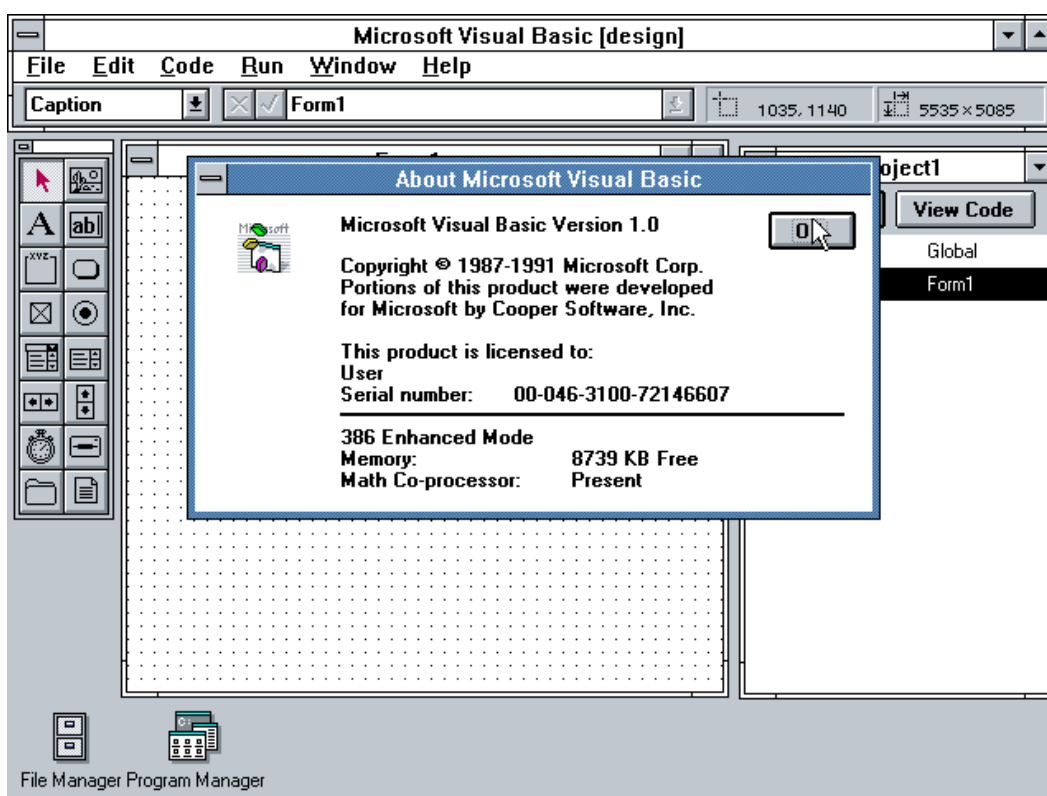 Microsoft Visual Basic [design]
File Edit Code Run Window Help
Caption Form1 1035, 1140 5535×5085
About Microsoft Visual Basic
A ab
XYZ
Microsoft
Microsoft Visual Basic Version 1.0
Copyright © 1987-1991 Microsoft Corp.
Portions of this product were developed
for Microsoft by Cooper Software, Inc.
This product is licensed to:
User
Serial number: 00-046-3100-72146607
386 Enhanced Mode
Memory: 8739 KB Free
Math Co-processor: Present
View Code
Global
Form1
C:
File Manager
Program Manager